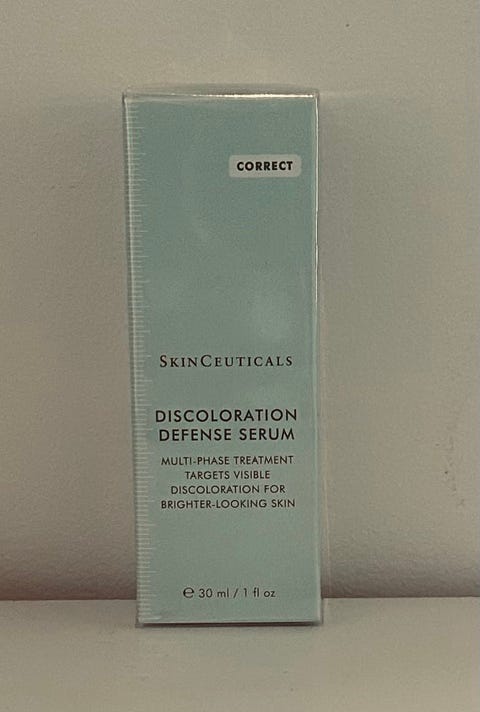 CORRECT
SKINCEUTICALS
DISCOLORATION
DEFENSE SERUM
MULTI-PHASE TREATMENT
TARGETS VISIBLE
DISCOLORATION FOR
BRIGHTER-LOOKING SKIN
℮ 30 ml / 1 fl oz